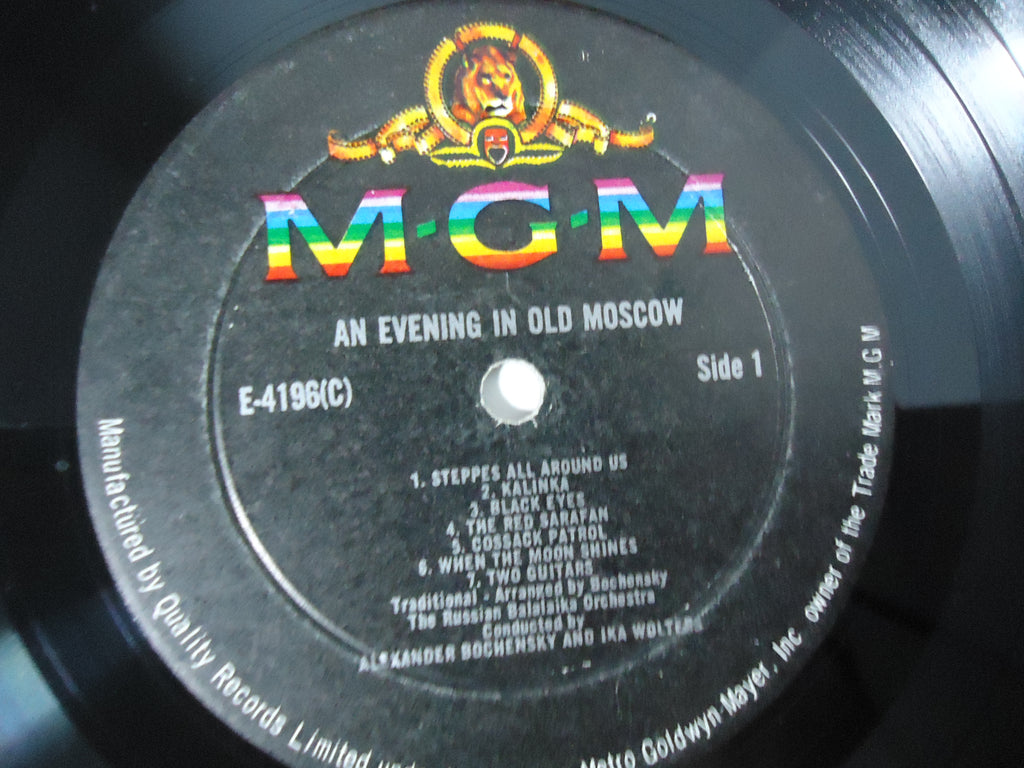 M·G·M
AN EVENING IN OLD MOSCOW
E-4196(C)
Side 1
1. STEPPES ALL AROUND US
2. KALINKA
3. BLACK EYES
4. THE RED SARAFAN
5. COSSACK PATROL
6. WHEN THE MOON SHINES
7. TWO GUITARS
Traditional - Arranged by Bochensky
The Russian Balalaika Orchestra
Conducted by
ALEXANDER BOCHENSKY AND IKA WOLTERS
Manufactured by Quality Records Limited
Metro Goldwyn-Mayer, Inc owner of the Trade Mark M.G M